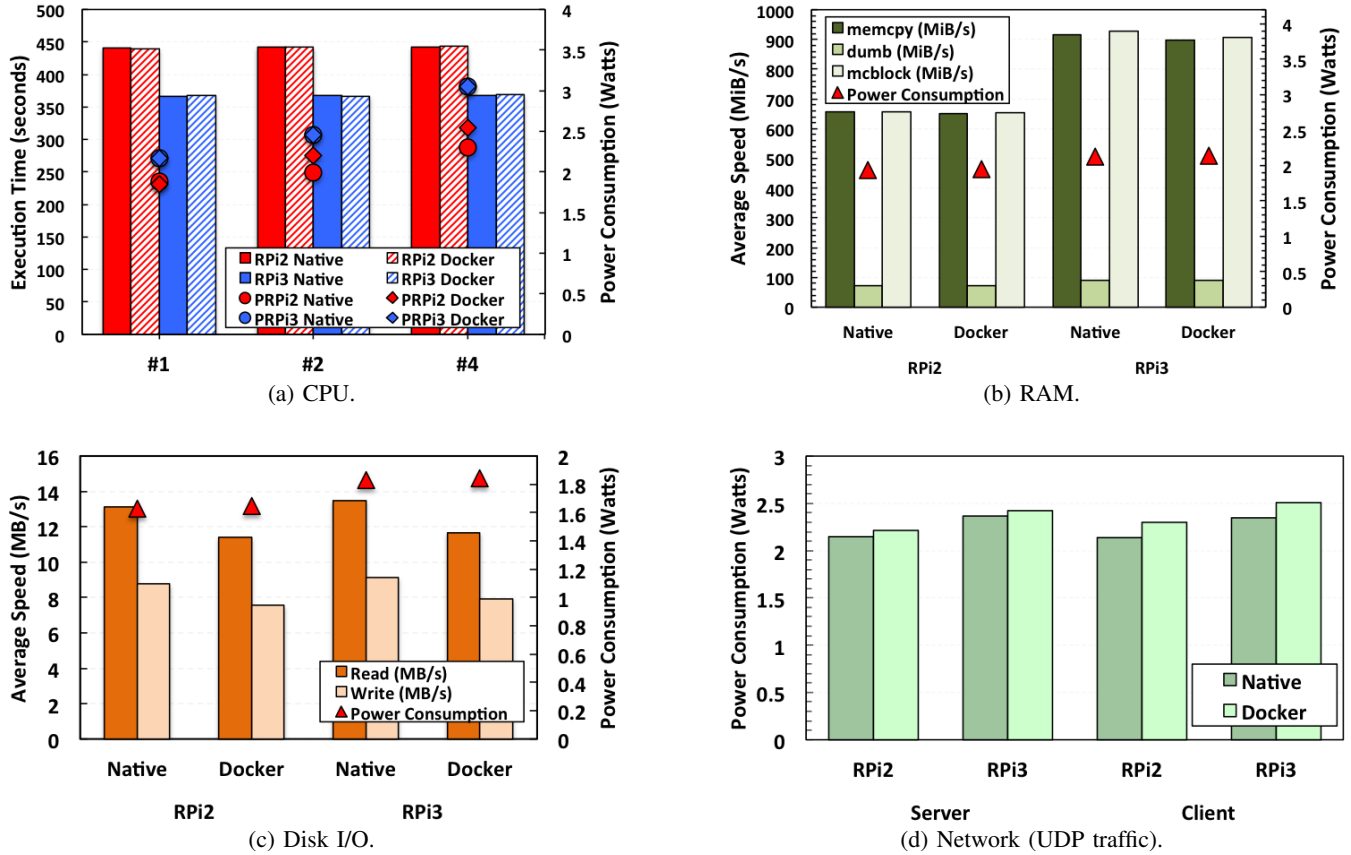 500
450
400
350
300
250
200
150
100
50
0
Execution Time (seconds)
4
3.5
3
2.5
2
1.5
1
0.5
0
Power Consumption (Watts)
RPi2 Native
RPi2 Docker
RPi3 Native
RPi3 Docker
PRPi2 Native
PRPi2 Docker
PRPi3 Native
PRPi3 Docker
#1 #2 #4
(a) CPU.
1000
900
800
700
600
500
400
300
200
100
0
Average Speed (MiB/s)
4
3.5
3
2.5
2
1.5
1
0.5
0
Power Consumption (Watts)
memcpy (MiB/s)
dumb (MiB/s)
mcblock (MiB/s)
Power Consumption
Native Docker Native Docker
RPi2 RPi3
(b) RAM.
16
14
12
10
8
6
4
2
0
Average Speed (MB/s)
2
1.8
1.6
1.4
1.2
1
0.8
0.6
0.4
0.2
0
Power Consumption (Watts)
Read (MB/s)
Write (MB/s)
Power Consumption
Native Docker Native Docker
RPi2 RPi3
(c) Disk I/O.
3
2.5
2
1.5
1
0.5
0
Power Consumption (Watts)
Native
Docker
RPi2 RPi3 RPi2 RPi3
Server Client
(d) Network (UDP traffic).